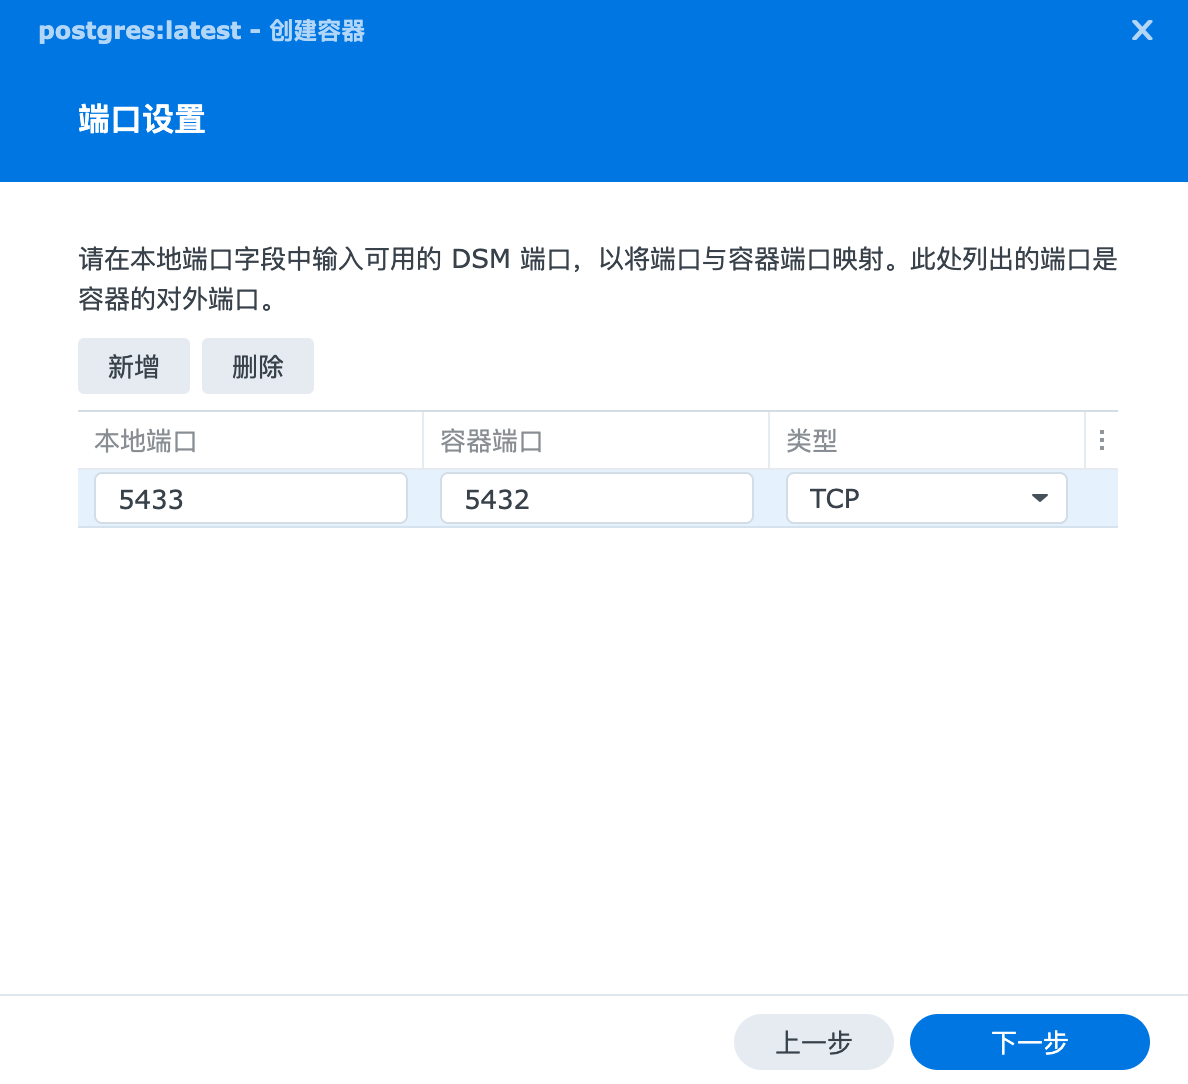 postgres:latest - 创建容器
端口设置
请在本地端口字段中输入可用的 DSM 端口，以将端口与容器端口映射。此处列出的端口是
容器的对外端口。
新增 删除
本地端口 容器端口 类型
5433 5432 TCP
上一步 下一步